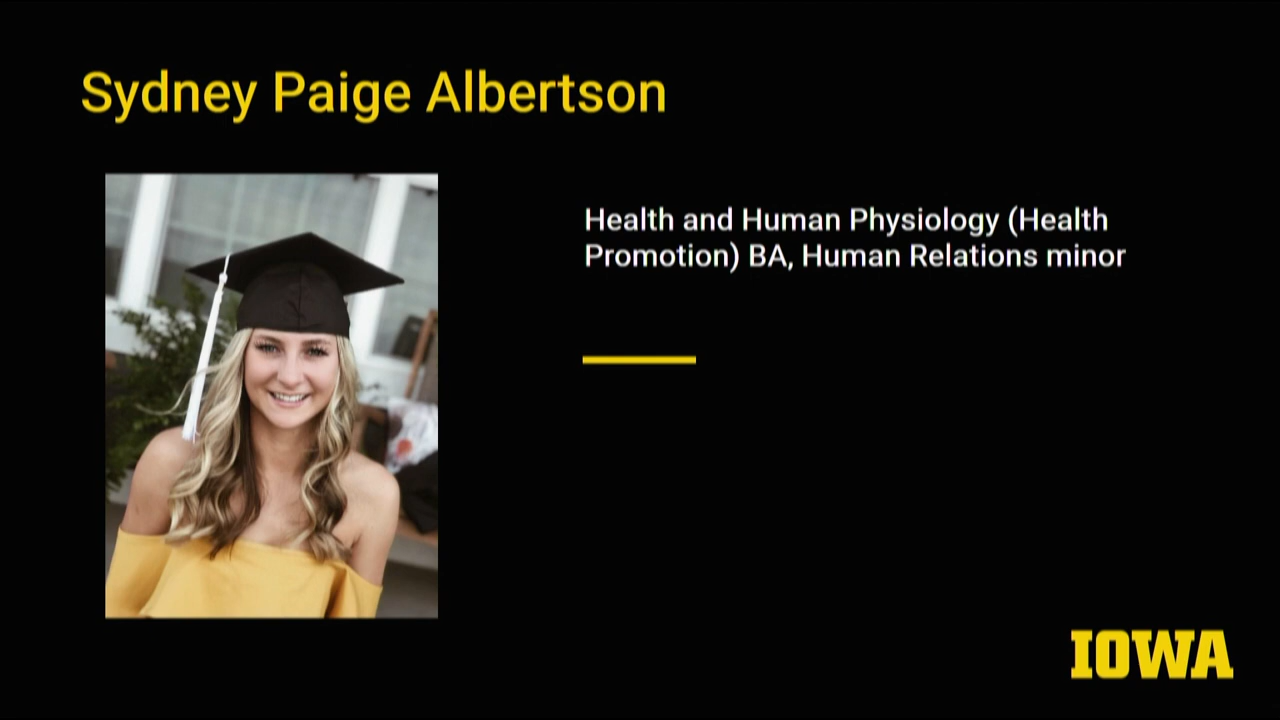 Sydney Paige Albertson
Health and Human Physiology (Health
Promotion) BA, Human Relations minor
IOWA